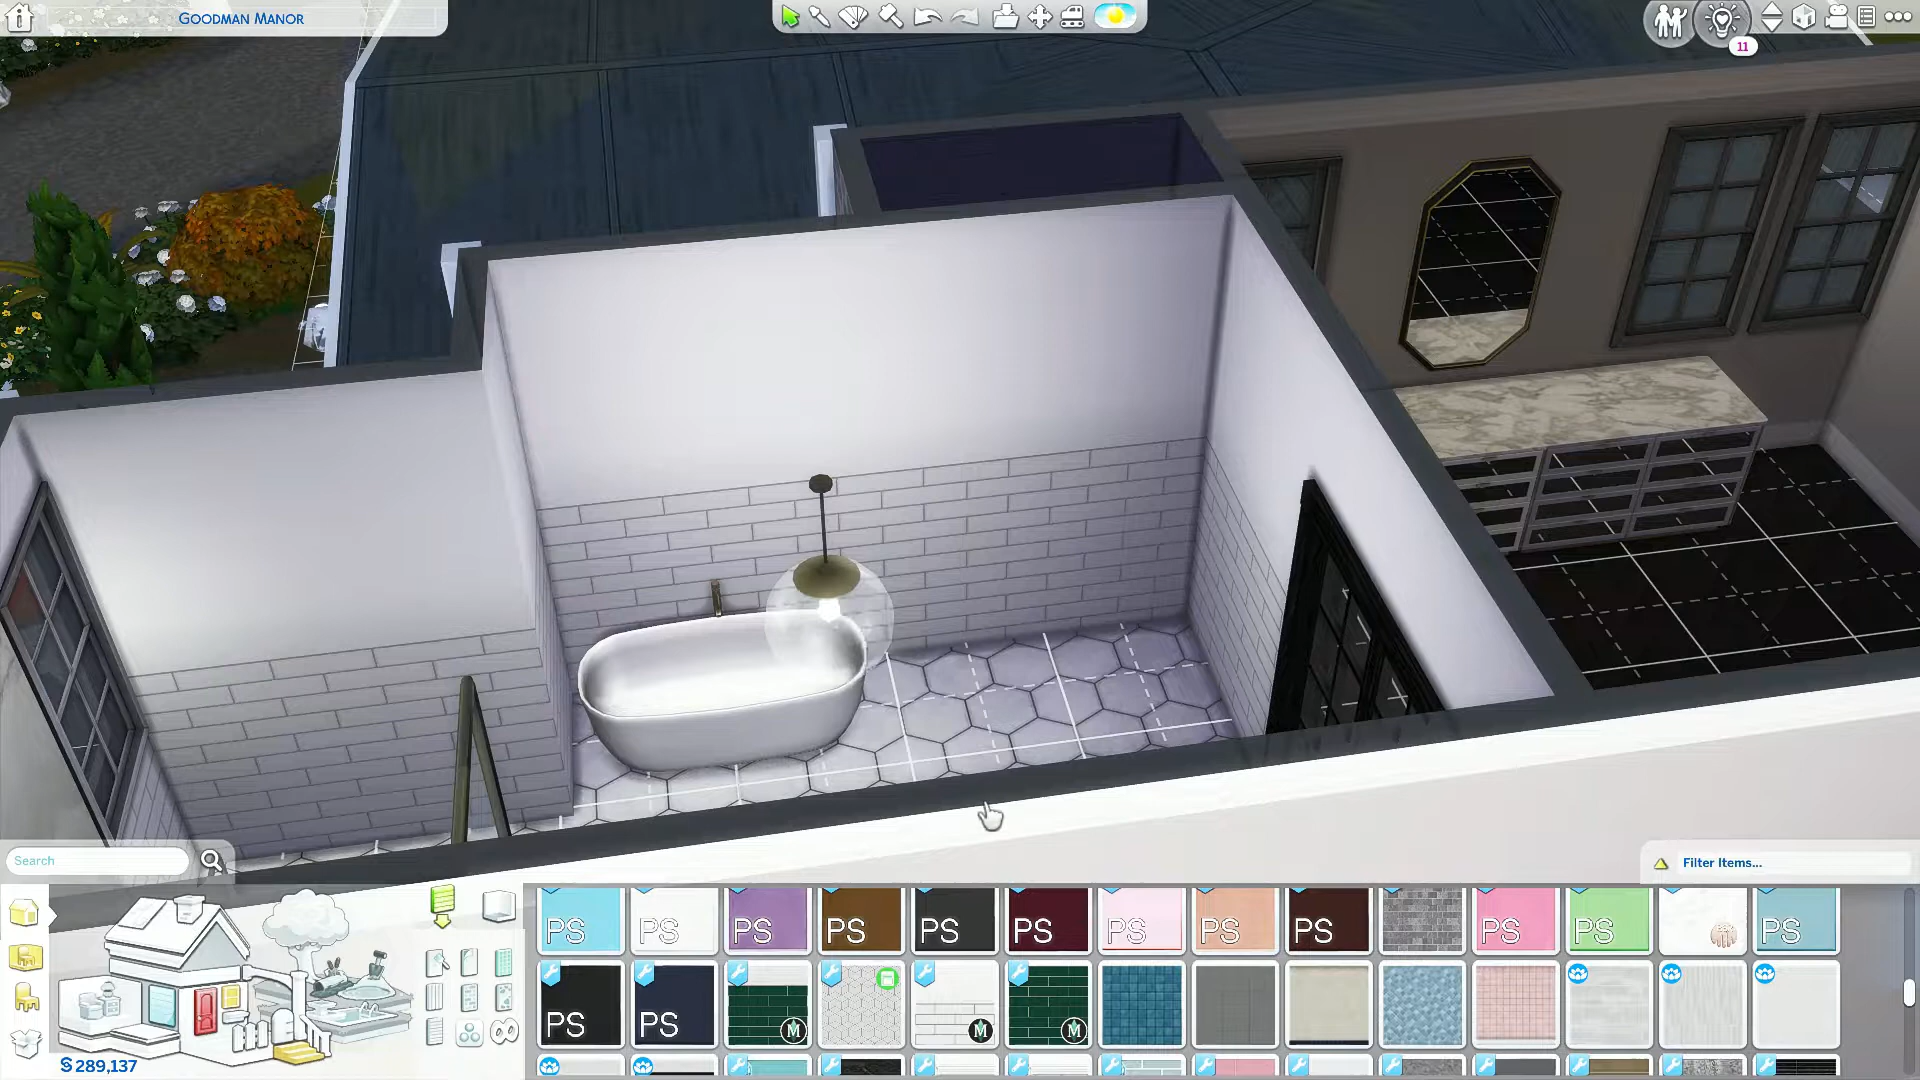 GOODMAN MANOR
11
Search
Filter Items...
PS PS PS PS PS PS PS PS PS PS PS PS
PS PS M M M
§289,137